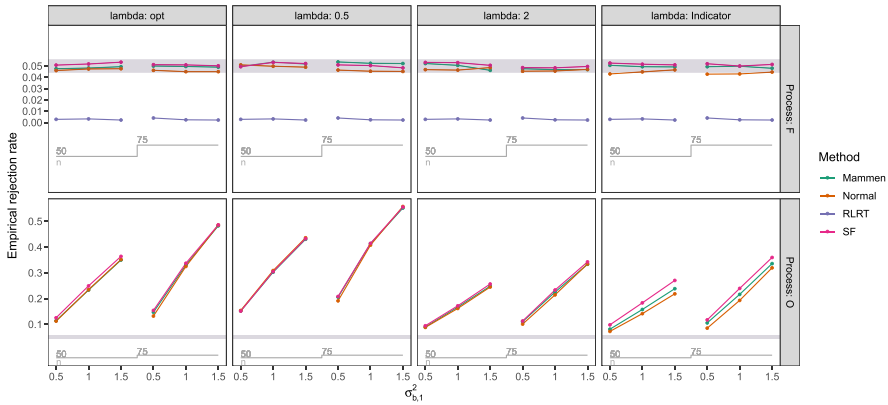 lambda: opt
lambda: 0.5
lambda: 2
lambda: Indicator
Empirical rejection rate
0.05
0.04
0.03
0.02
0.01
0.00
50
n
75
50
n
75
50
n
75
50
n
75
Process: F
0.5
0.4
0.3
0.2
0.1
50
n
75
50
n
75
50
n
75
50
n
75
Process: O
0.5 1 1.5 0.5 1 1.5
0.5 1 1.5 0.5 1 1.5
0.5 1 1.5 0.5 1 1.5
0.5 1 1.5 0.5 1 1.5
σ²b,1
Method
Mammen
Normal
RLRT
SF